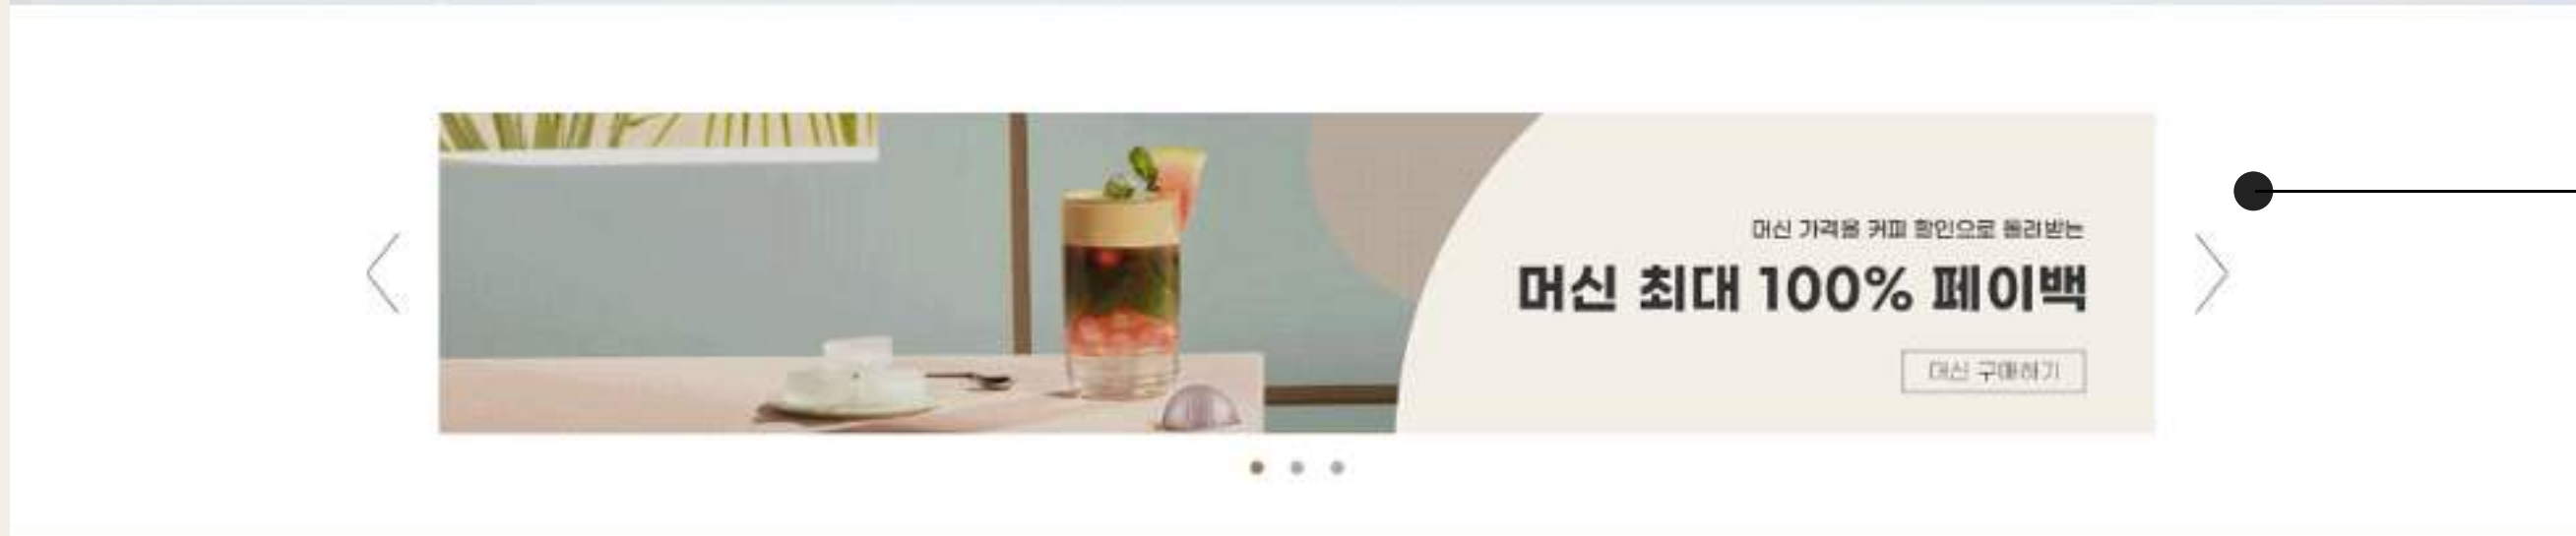 머신 가격을 커피 할인으로 돌려받는
머신 최대 100% 페이백
머신 구매하기